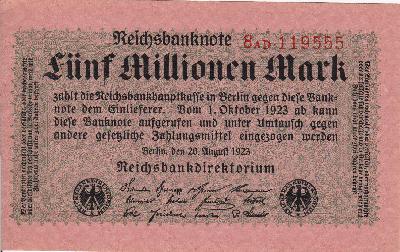 Reichsbanknote 8AD·119555
Fünf Millionen Mark
zahlt die Reichsbankhauptkasse in Berlin gegen diese Bank-
note dem Einlieferer. Vom 1. Oktober 1923 ab kann
diese Banknote aufgerufen und unter Umtausch gegen
andere gesetzliche Zahlungsmittel eingezogen werden
Berlin, den 20. August 1923
Reichsbankdirektorium